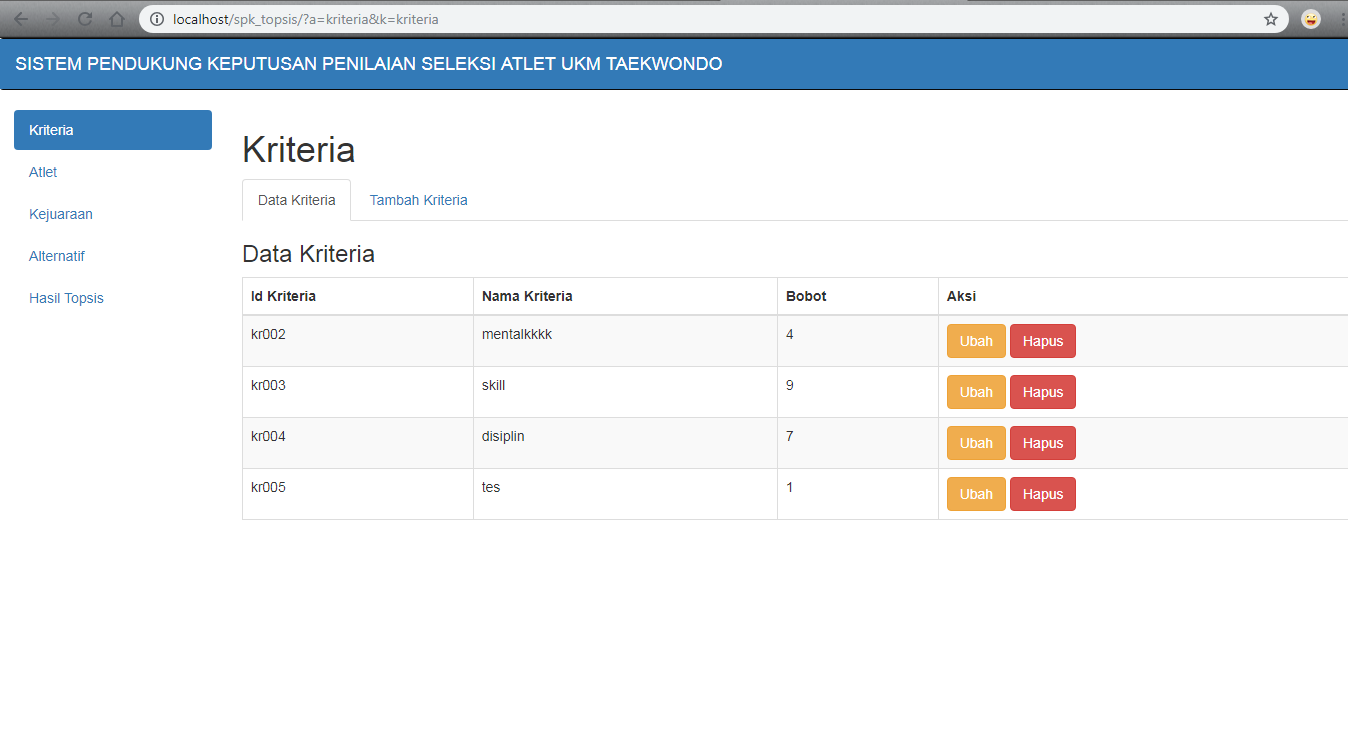 localhost/spk_topsis/?a=kriteria&k=kriteria
SISTEM PENDUKUNG KEPUTUSAN PENILAIAN SELEKSI ATLET UKM TAEKWONDO
Kriteria
Atlet
Kejuaraan
Alternatif
Hasil Topsis
Kriteria
Data Kriteria Tambah Kriteria
Data Kriteria
Id Kriteria Nama Kriteria Bobot Aksi
kr002 mentalkkkk 4 Ubah Hapus
kr003 skill 9 Ubah Hapus
kr004 disiplin 7 Ubah Hapus
kr005 tes 1 Ubah Hapus